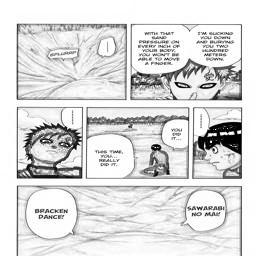 I'M SUCKING
YOU DOWN
AND BURYING
YOU TWO
HUNDRED
METERS
DOWN.
WITH THAT
SAND
PRESSURE ON
EVERY INCH OF
YOUR BODY,
YOU WON'T BE
ABLE TO MOVE
A FINGER.
!
YOU
DID
IT...
THIS TIME,
YOU...
REALLY
DID IT.
SAWARABI
NO MAI!
BRACKEN
DANCE!